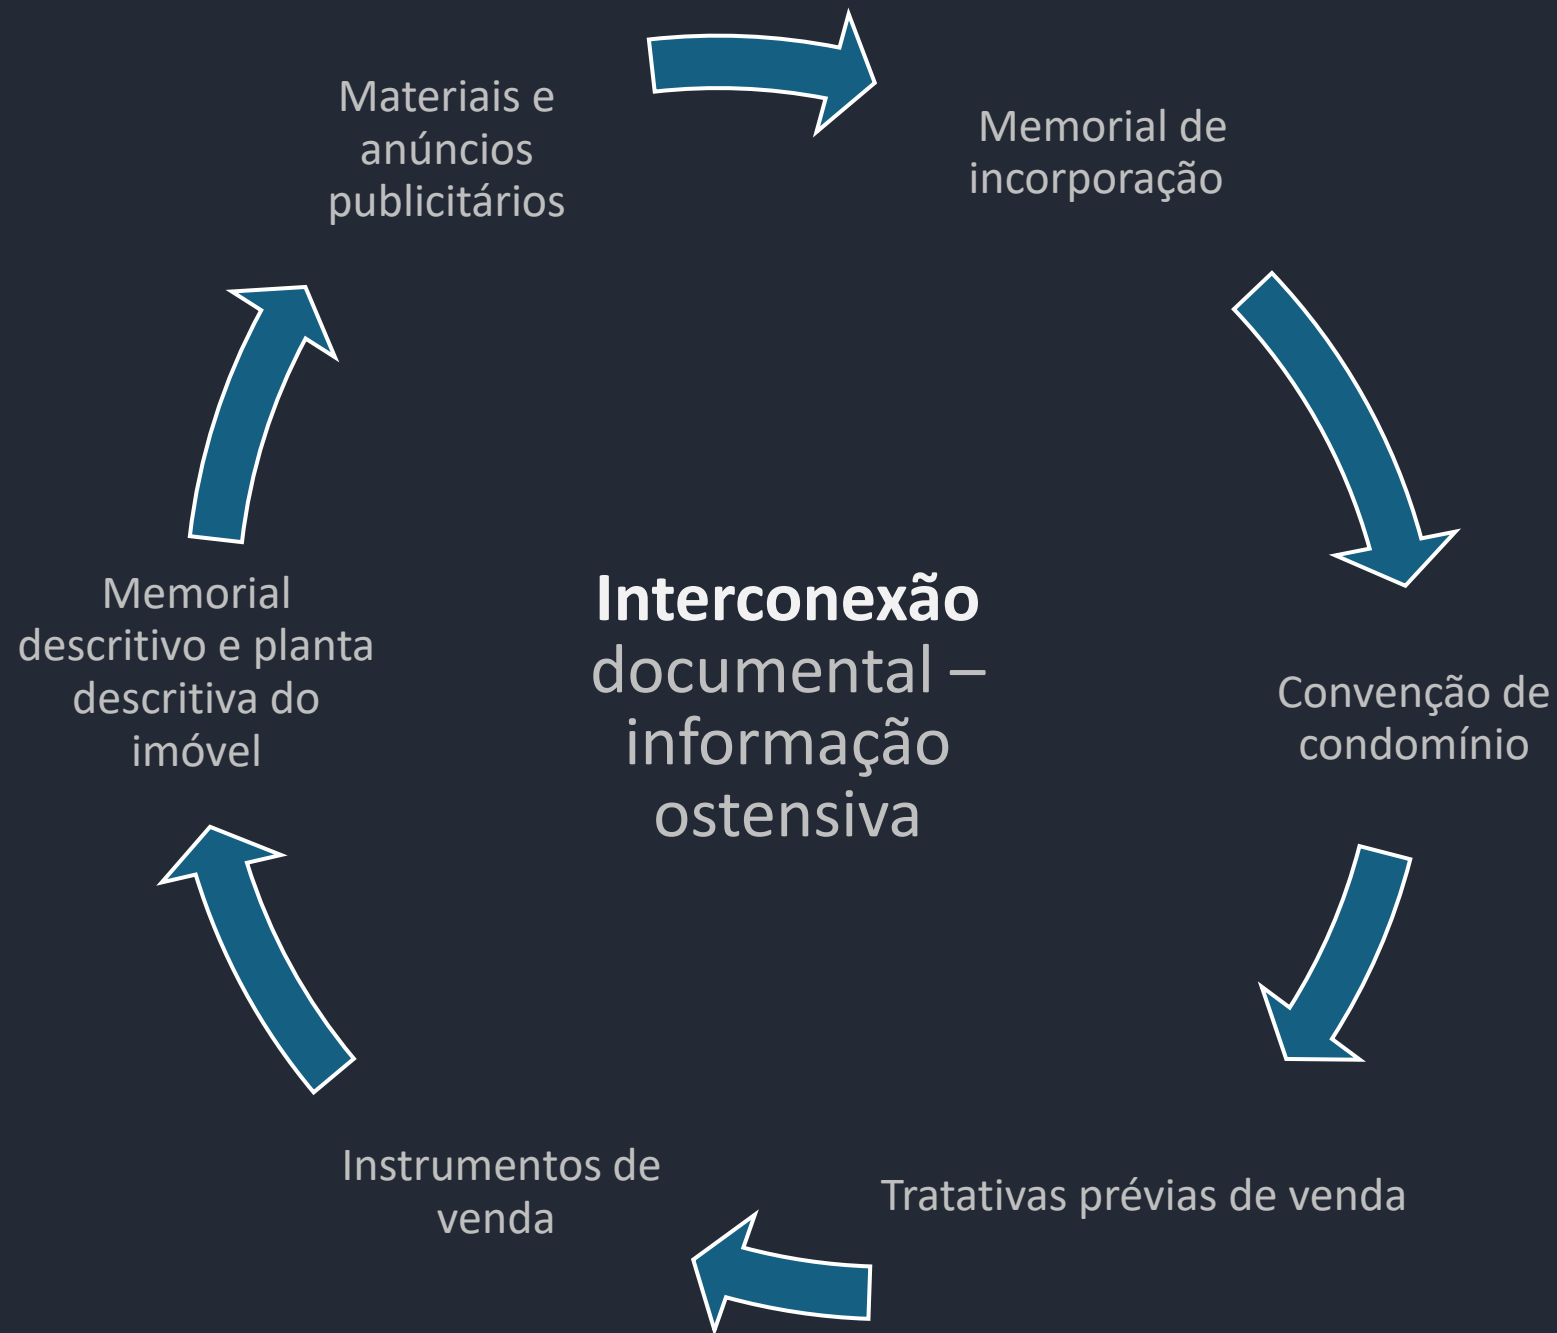 Materiais e
anúncios
publicitários
Memorial de
incorporação
Convenção de
condomínio
Tratativas prévias de venda
Instrumentos de
venda
Memorial
descritivo e planta
descritiva do
imóvel
Interconexão
documental –
informação
ostensiva